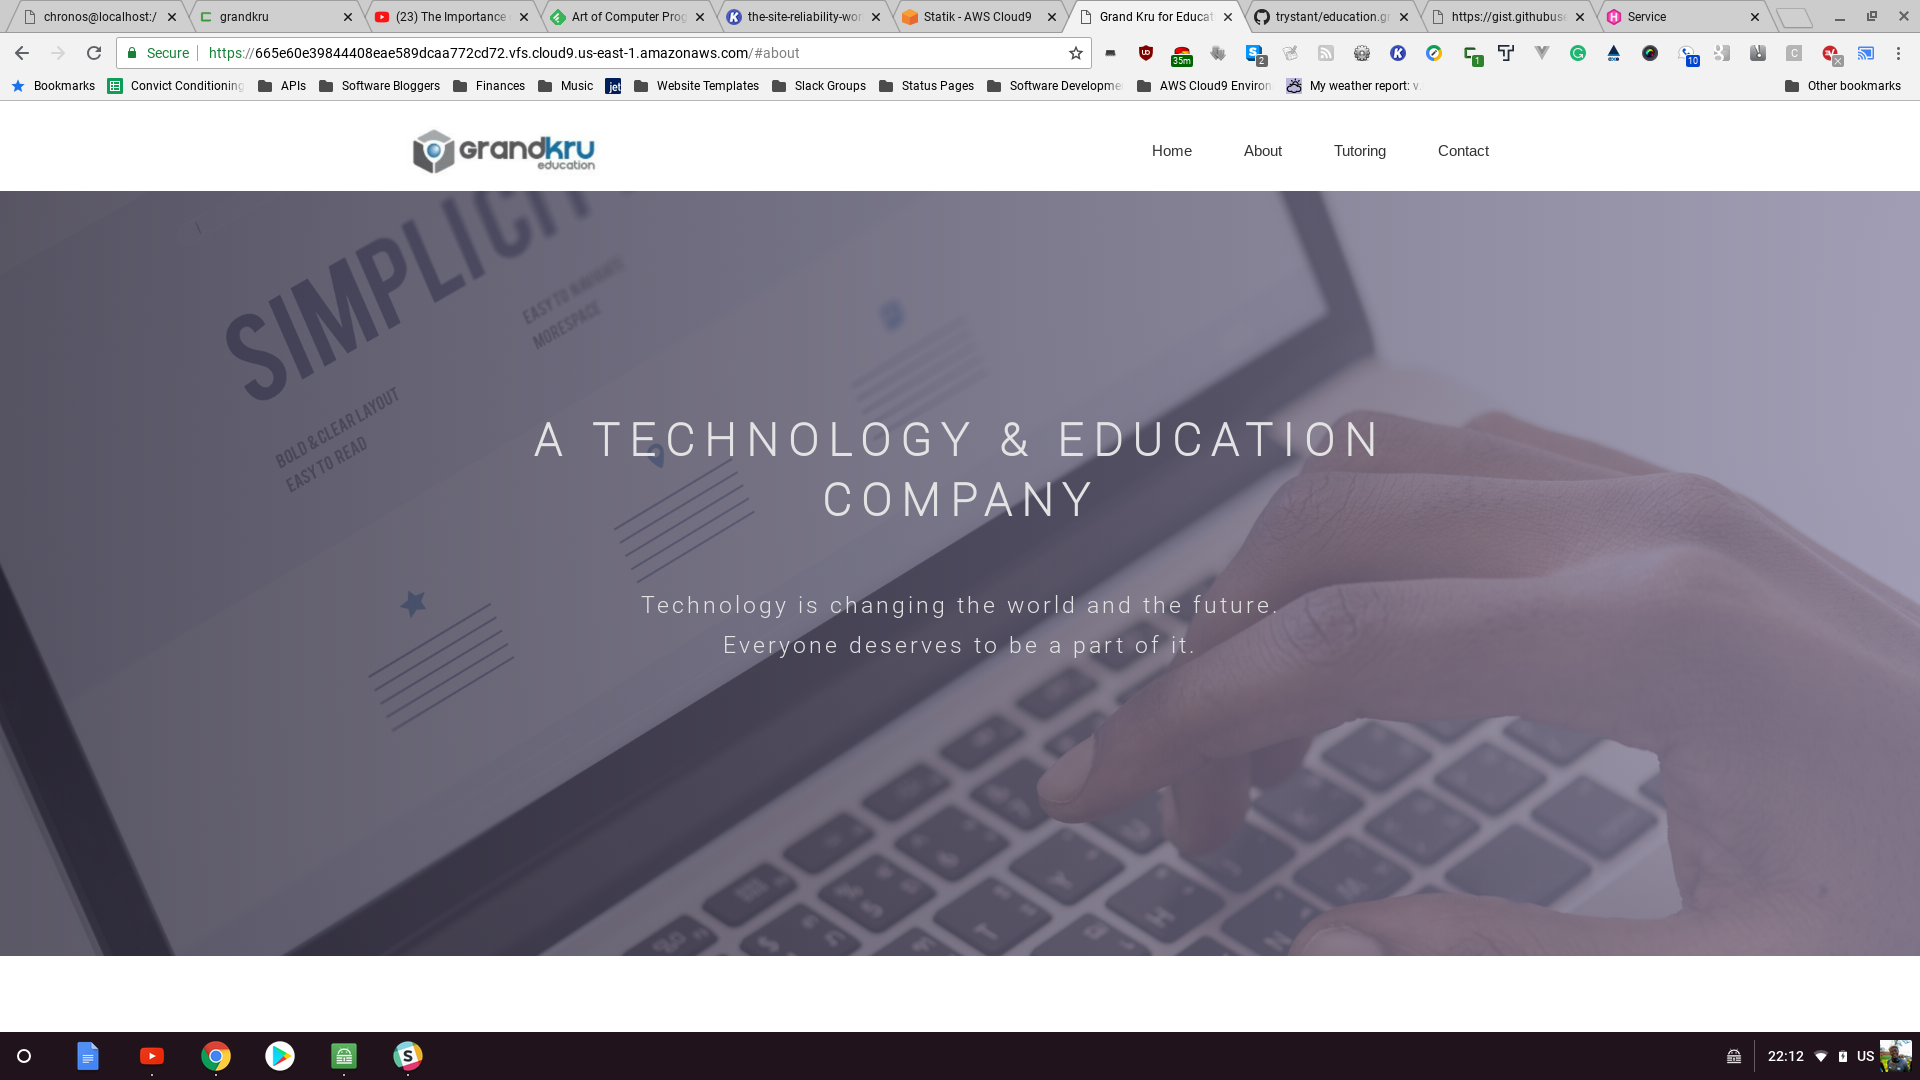 chronos@localhost:/
grandkru
(23) The Importance
Art of Computer Prog
the-site-reliability-wor
Statik - AWS Cloud9
Grand Kru for Educat
trystant/education.gr
https://gist.githubuse
Service
Secure
https://665e60e39844408eae589dcaa772cd72.vfs.cloud9.us-east-1.amazonaws.com/#about
35m
2
1
10
Bookmarks
Convict Conditioning
APIs
Software Bloggers
Finances
Music
jet
Website Templates
Slack Groups
Status Pages
Software Developme
AWS Cloud9 Environ
My weather report: v
Other bookmarks
grandkru
education
Home
About
Tutoring
Contact
EASY TO NAVIGATE
MORESPACE
BOLD & CLEAR LAYOUT
EASY TO READ
A TECHNOLOGY & EDUCATION
COMPANY
Technology is changing the world and the future.
Everyone deserves to be a part of it.
22:12
US